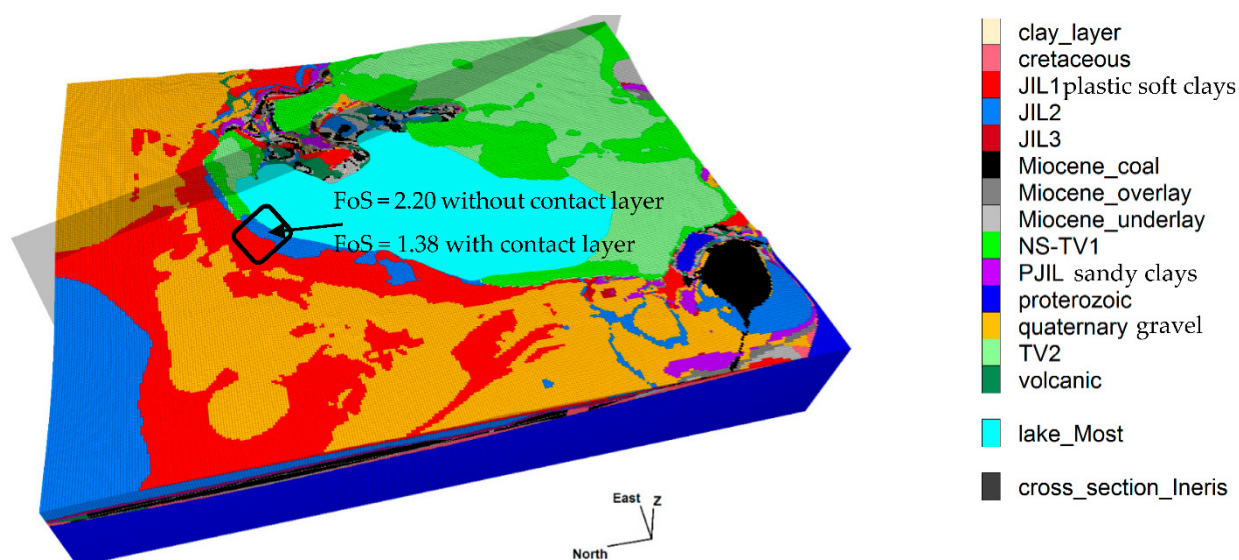 FoS = 2.20 without contact layer
FoS = 1.38 with contact layer
East
Z
North
clay_layer
cretaceous
JIL1plastic soft clays
JIL2
JIL3
Miocene_coal
Miocene_overlay
Miocene_underlay
NS-TV1
PJIL sandy clays
proterozoic
quaternary gravel
TV2
volcanic
lake_Most
cross_section_Ineris